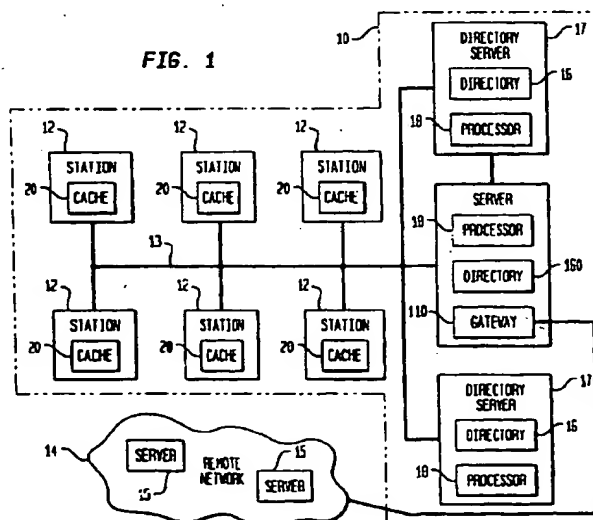 FIG. 1
10
DIRECTORY
SERVER
17
DIRECTORY
16
18
PROCESSOR
12
STATION
20
CACHE
12
STATION
20
CACHE
12
STATION
20
CACHE
13
SERVER
18
PROCESSOR
DIRECTORY
160
110
GATEWAY
12
STATION
20
CACHE
12
STATION
20
CACHE
12
STATION
20
CACHE
DIRECTORY
SERVER
17
DIRECTORY
16
18
PROCESSOR
14
SERVER
15
REMOTE
NETWORK
15
SERVER